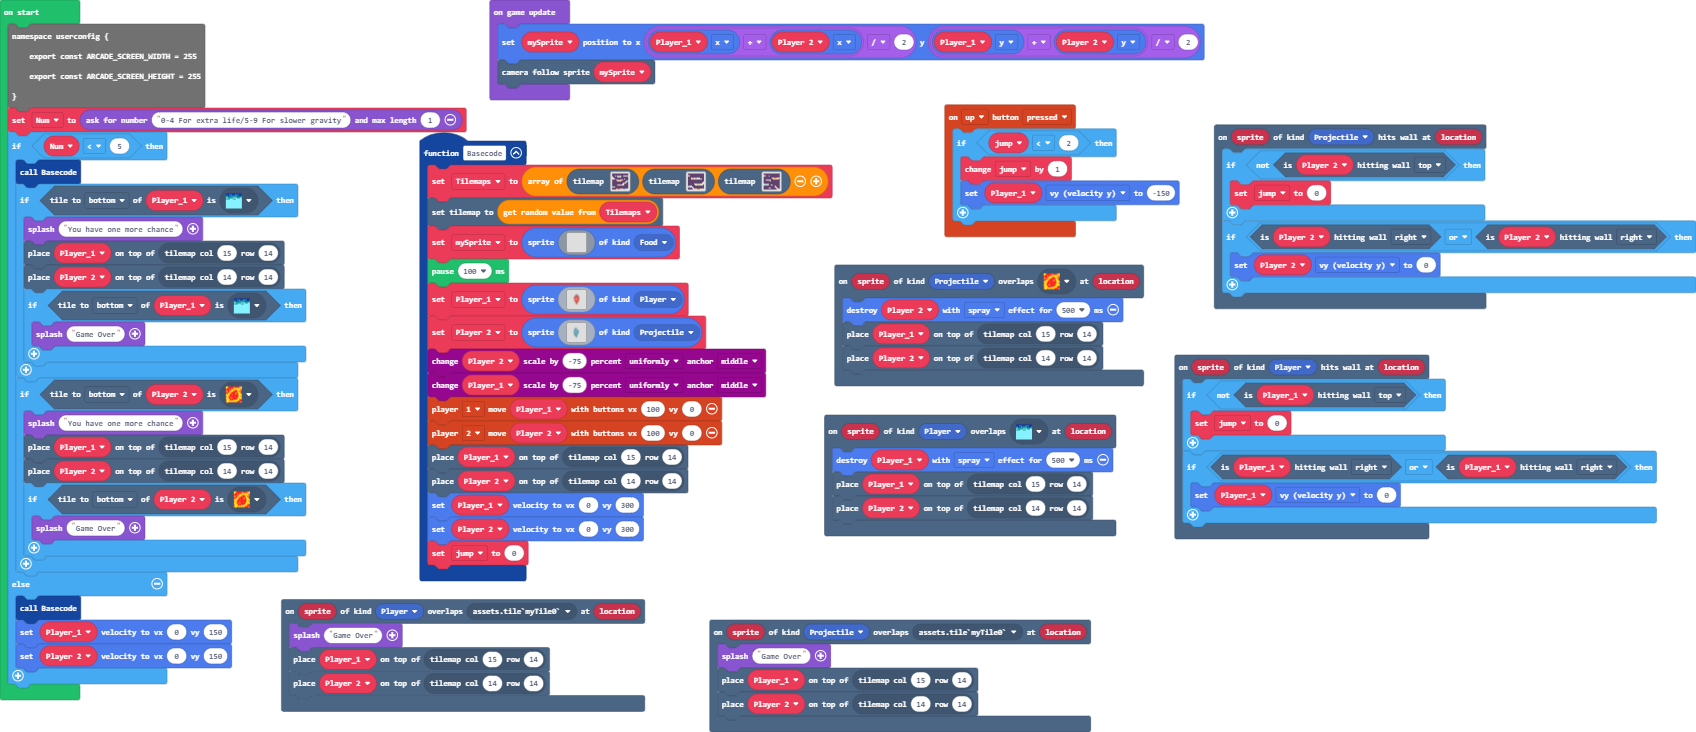 on start
namespace userconfig {
export const ARCADE_SCREEN_WIDTH = 255
export const ARCADE_SCREEN_HEIGHT = 255
}
set Num to ask for number "0-4 For extra life/5-9 For slower gravity" and max length 1
if Num < 5 then
call Basecode
if tile to bottom of Player_1 is then
splash "You have one more chance"
place Player_1 on top of tilemap col 15 row 14
place Player 2 on top of tilemap col 14 row 14
if tile to bottom of Player_1 is then
splash "Game Over"
if tile to bottom of Player 2 is then
splash "You have one more chance"
place Player_1 on top of tilemap col 15 row 14
place Player 2 on top of tilemap col 14 row 14
if tile to bottom of Player 2 is then
splash "Game Over"
else
call Basecode
set Player_1 velocity to vx 0 vy 150
set Player 2 velocity to vx 0 vy 150
on game update
set mySprite position to x Player_1 x + Player 2 x / 2 y Player_1 y + Player 2 y / 2
camera follow sprite mySprite
function Basecode
set Tilemaps to array of tilemap tilemap tilemap
set tilemap to get random value from Tilemaps
set mySprite to sprite of kind Food
pause 100 ms
set Player_1 to sprite of kind Player
set Player 2 to sprite of kind Projectile
change Player 2 scale by -75 percent uniformly anchor middle
change Player_1 scale by -75 percent uniformly anchor middle
player 1 move Player_1 with buttons vx 100 vy 0
player 2 move Player 2 with buttons vx 100 vy 0
place Player_1 on top of tilemap col 15 row 14
place Player 2 on top of tilemap col 14 row 14
set Player_1 velocity to vx 0 vy 300
set Player 2 velocity to vx 0 vy 300
set jump to 0
on up button pressed
if jump < 2 then
change jump by 1
set Player_1 vy (velocity y) to -150
on sprite of kind Projectile hits wall at location
if not is Player 2 hitting wall top then
set jump to 0
if is Player 2 hitting wall right or is Player 2 hitting wall right then
set Player 2 vy (velocity y) to 0
on sprite of kind Projectile overlaps at location
destroy Player 2 with spray effect for 500 ms
place Player_1 on top of tilemap col 15 row 14
place Player 2 on top of tilemap col 14 row 14
on sprite of kind Player hits wall at location
if not is Player_1 hitting wall top then
set jump to 0
if is Player_1 hitting wall right or is Player_1 hitting wall right then
set Player_1 vy (velocity y) to 0
on sprite of kind Player overlaps at location
destroy Player_1 with spray effect for 500 ms
place Player_1 on top of tilemap col 15 row 14
place Player 2 on top of tilemap col 14 row 14
on sprite of kind Player overlaps assets.tile`myTile0` at location
splash "Game Over"
place Player_1 on top of tilemap col 15 row 14
place Player 2 on top of tilemap col 14 row 14
on sprite of kind Projectile overlaps assets.tile`myTile0` at location
splash "Game Over"
place Player_1 on top of tilemap col 15 row 14
place Player 2 on top of tilemap col 14 row 14